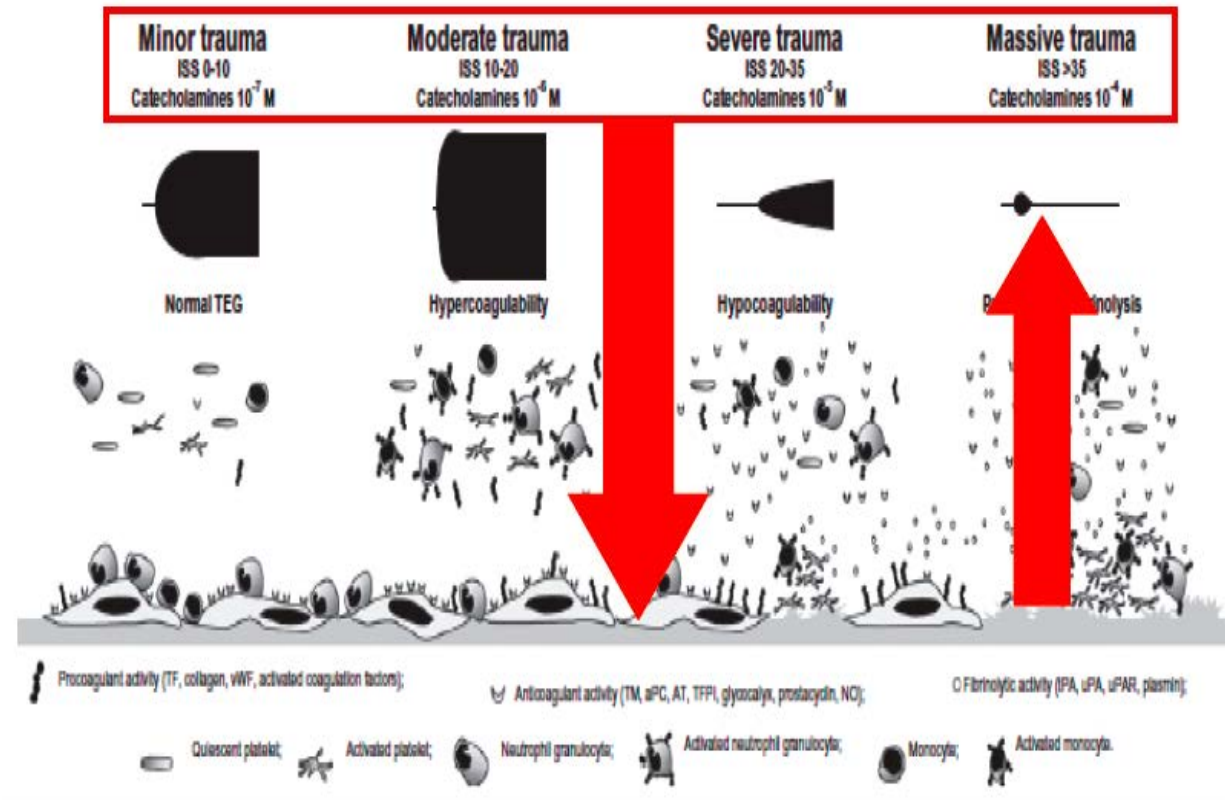 Minor trauma
ISS 0-10
Catecholamines 10⁻⁷ M
Moderate trauma
ISS 10-20
Catecholamines 10⁻⁶ M
Severe trauma
ISS 20-35
Catecholamines 10⁻⁵ M
Massive trauma
ISS >35
Catecholamines 10⁻⁴ M
Normal TEG
Hypercoagulability
Hypocoagulability
Procoagulant activity (TF, collagen, vWF, activated coagulation factors);
Anticoagulant activity (TM, aPC, AT, TFPI, glycocalyx, prostacyclin, NO);
Fibrinolytic activity (tPA, uPA, uPAR, plasmin);
Quiescent platelet;
Activated platelet;
Neutrophil granulocyte;
Activated neutrophil granulocyte;
Monocyte;
Activated monocyte.